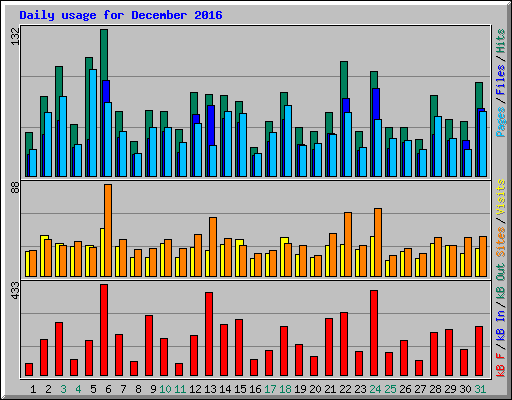 Daily usage for December 2016
132
Pages / Files / Hits
88
Sites / Visits
433
kB F / kB In / kB Out
1 2 3 4 5 6 7 8 9 10 11 12 13 14 15 16 17 18 19 20 21 22 23 24 25 26 27 28 29 30 31